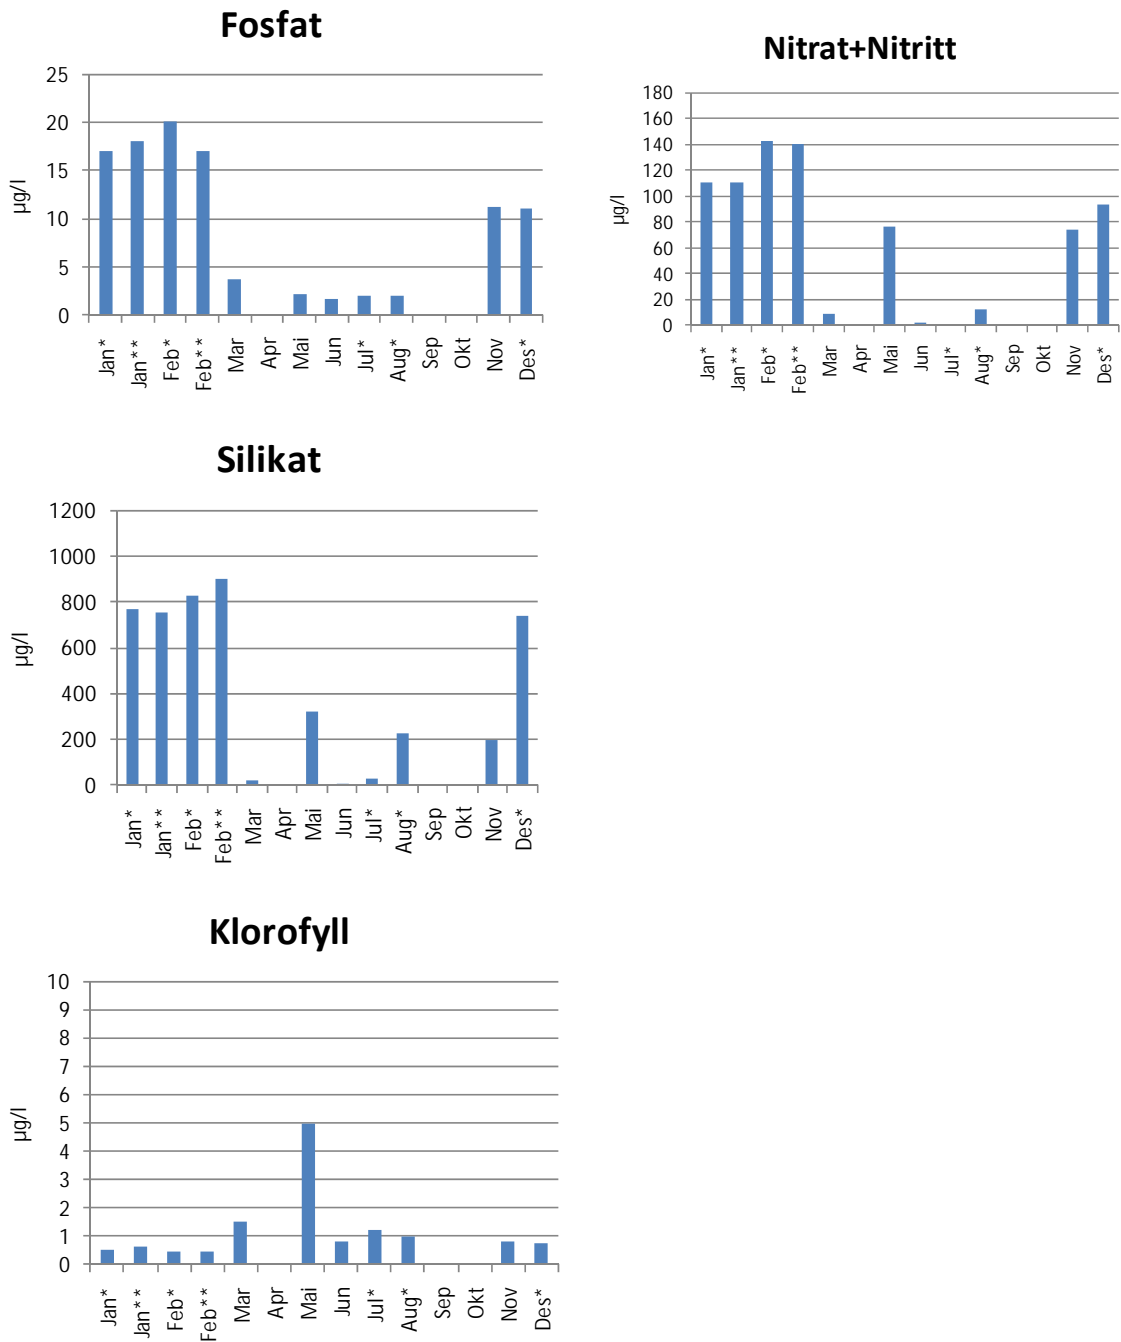 Fosfat
25
20
15
10
5
0
µg/l
Jan*
Jan**
Feb*
Feb**
Mar
Apr
Mai
Jun
Jul*
Aug*
Sep
Okt
Nov
Des*
Nitrat+Nitritt
180
160
140
120
100
80
60
40
20
0
µg/l
Jan*
Jan**
Feb*
Feb**
Mar
Apr
Mai
Jun
Jul*
Aug*
Sep
Okt
Nov
Des*
Silikat
1200
1000
800
600
400
200
0
µg/l
Jan*
Jan**
Feb*
Feb**
Mar
Apr
Mai
Jun
Jul*
Aug*
Sep
Okt
Nov
Des*
Klorofyll
10
9
8
7
6
5
4
3
2
1
0
µg/l
Jan*
Jan**
Feb*
Feb**
Mar
Apr
Mai
Jun
Jul*
Aug*
Sep
Okt
Nov
Des*